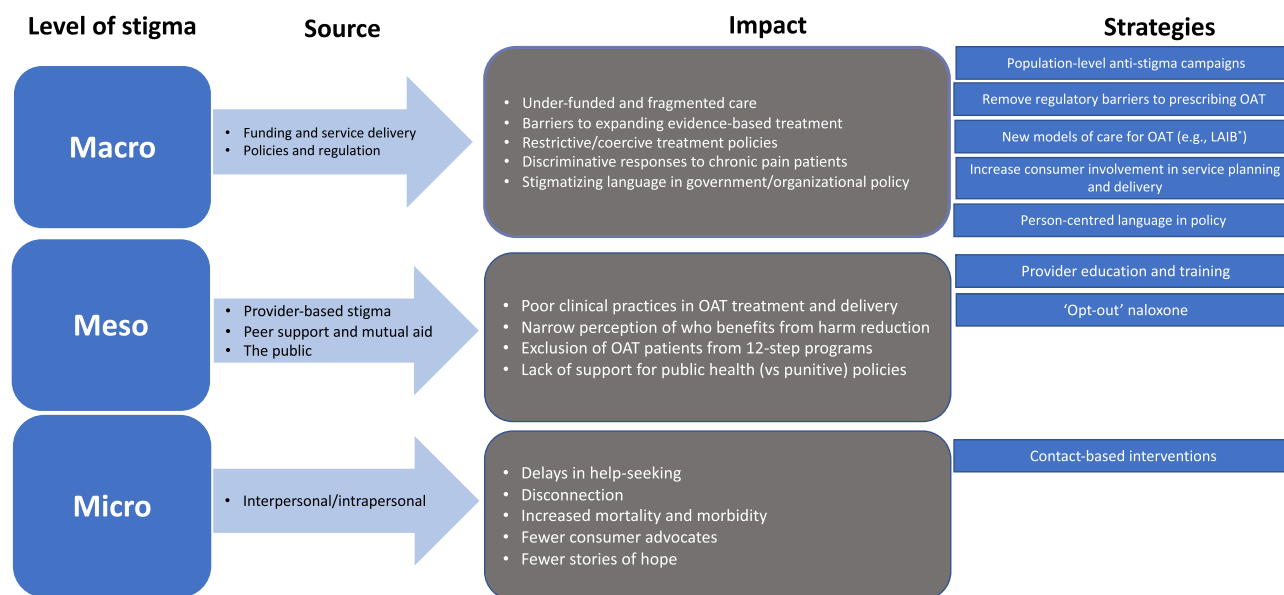 Level of stigma
Source
Impact
Strategies
Macro
• Funding and service delivery
• Policies and regulation
• Under-funded and fragmented care
• Barriers to expanding evidence-based treatment
• Restrictive/coercive treatment policies
• Discriminative responses to chronic pain patients
• Stigmatizing language in government/organizational policy
Population-level anti-stigma campaigns
Remove regulatory barriers to prescribing OAT
New models of care for OAT (e.g., LAIB*)
Increase consumer involvement in service planning
and delivery
Person-centred language in policy
Meso
• Provider-based stigma
• Peer support and mutual aid
• The public
• Poor clinical practices in OAT treatment and delivery
• Narrow perception of who benefits from harm reduction
• Exclusion of OAT patients from 12-step programs
• Lack of support for public health (vs punitive) policies
Provider education and training
‘Opt-out’ naloxone
Micro
• Interpersonal/intrapersonal
• Delays in help-seeking
• Disconnection
• Increased mortality and morbidity
• Fewer consumer advocates
• Fewer stories of hope
Contact-based interventions